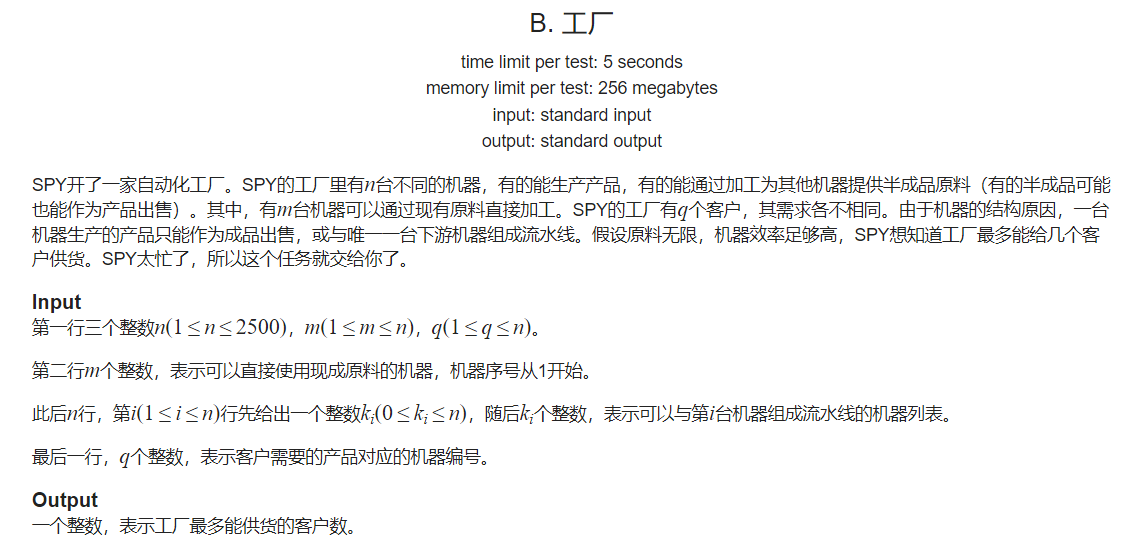 B. 工厂
time limit per test: 5 seconds
memory limit per test: 256 megabytes
input: standard input
output: standard output
SPY开了一家自动化工厂。SPY的工厂里有n台不同的机器，有的能生产产品，有的能通过加工为其他机器提供半成品原料（有的半成品可能
也能作为产品出售）。其中，有m台机器可以通过现有原料直接加工。SPY的工厂有q个客户，其需求各不相同。由于机器的结构原因，一台
机器生产的产品只能作为成品出售，或与唯一一台下游机器组成流水线。假设原料无限，机器效率足够高，SPY想知道工厂最多能给几个客
户供货。SPY太忙了，所以这个任务就交给你了。
Input
第一行三个整数n(1 ≤ n ≤ 2500)，m(1 ≤ m ≤ n)，q(1 ≤ q ≤ n)。
第二行m个整数，表示可以直接使用现成原料的机器，机器序号从1开始。
此后n行，第i(1 ≤ i ≤ n)行先给出一个整数kᵢ(0 ≤ kᵢ ≤ n)，随后kᵢ个整数，表示可以与第i台机器组成流水线的机器列表。
最后一行，q个整数，表示客户需要的产品对应的机器编号。
Output
一个整数，表示工厂最多能供货的客户数。